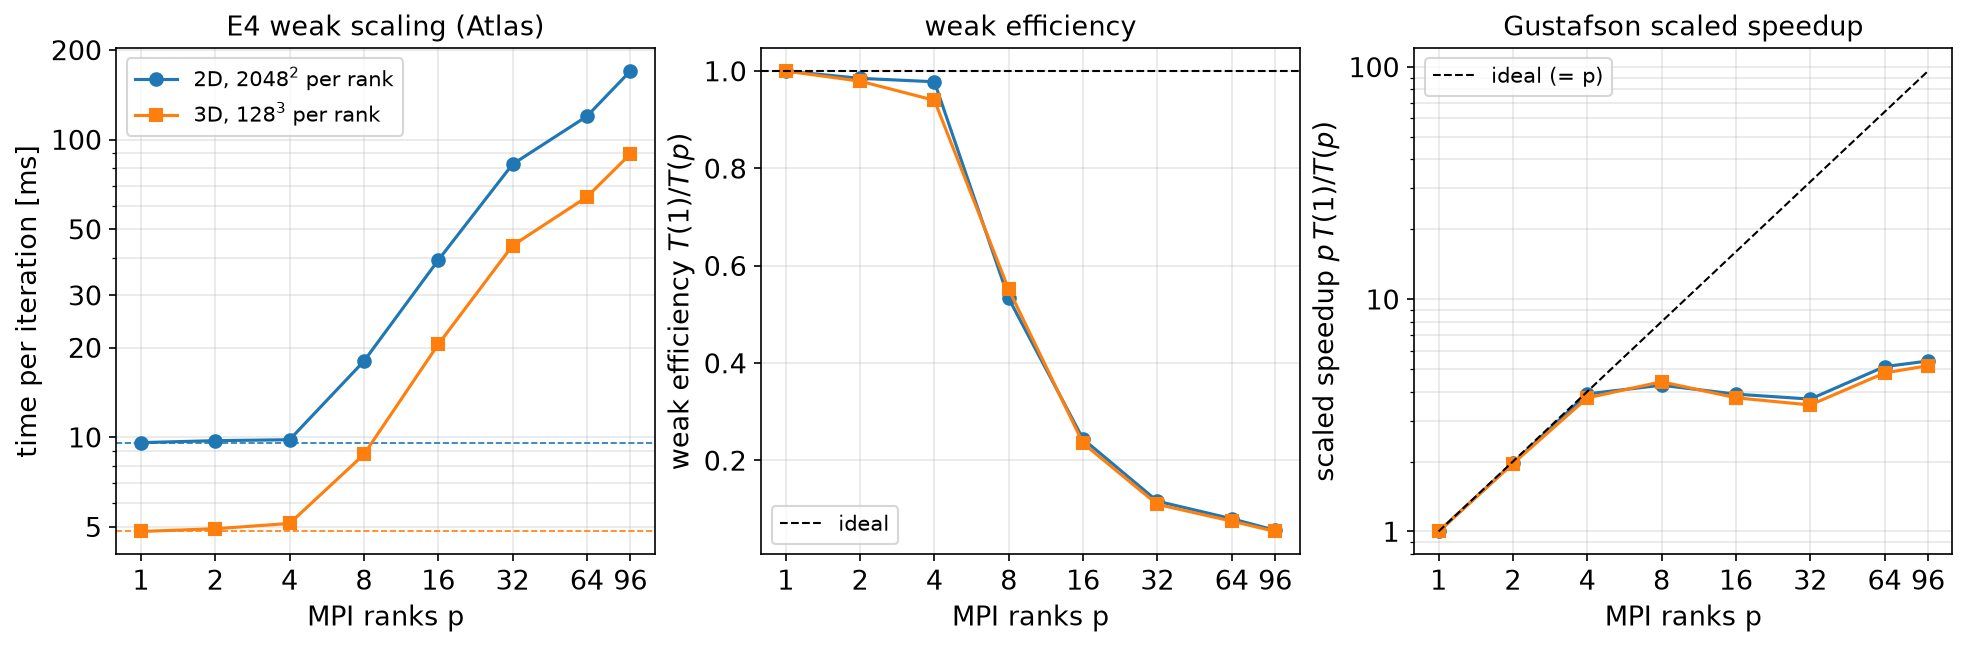 E4 weak scaling (Atlas)
time per iteration [ms]
200
100
50
30
20
10
5
2D, 2048² per rank
3D, 128³ per rank
1 2 4 8 16 32 64 96
MPI ranks p
weak efficiency
weak efficiency T(1)/T(p)
1.0
0.8
0.6
0.4
0.2
ideal
1 2 4 8 16 32 64 96
MPI ranks p
Gustafson scaled speedup
scaled speedup p T(1)/T(p)
100
10
1
ideal (= p)
1 2 4 8 16 32 64 96
MPI ranks p